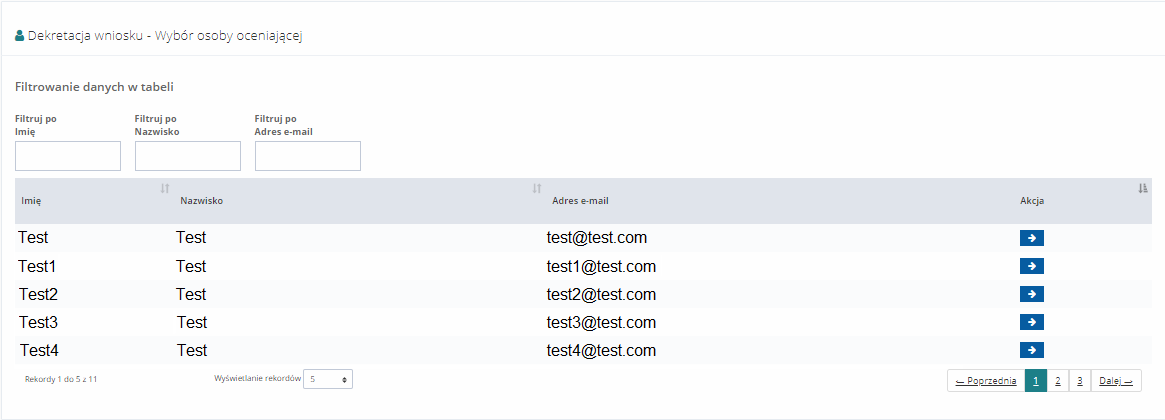 Dekretacja wniosku - Wybór osoby oceniającej
Filtrowanie danych w tabeli
Filtruj po Imię
Filtruj po Nazwisko
Filtruj po Adres e-mail
Imię Nazwisko Adres e-mail Akcja
Test Test test@test.com
Test1 Test test1@test.com
Test2 Test test2@test.com
Test3 Test test3@test.com
Test4 Test test4@test.com
Rekordy 1 do 5 z 11 Wyświetlanie rekordów 5 ← Poprzednia 1 2 3 Dalej →